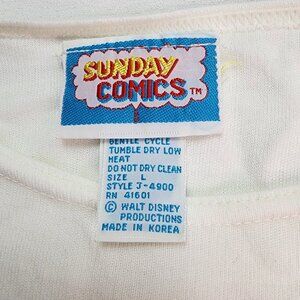 SUNDAY
COMICS™
GENTLE CYCLE
TUMBLE DRY LOW
HEAT
DO NOT DRY CLEAN
SIZE L
STYLE J-4900
RN 41601
© WALT DISNEY
PRODUCTIONS
MADE IN KOREA